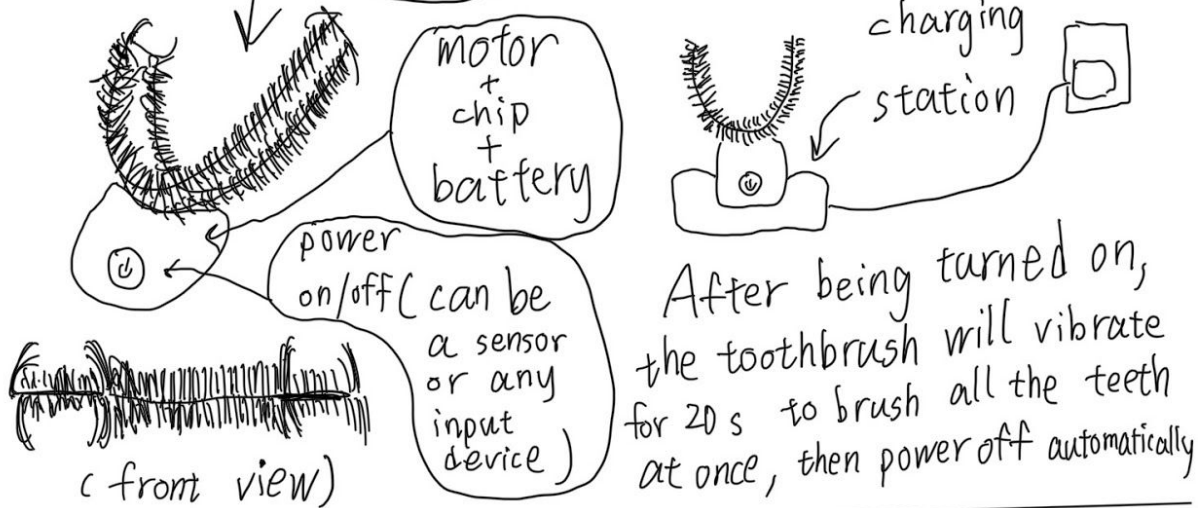 motor
+
chip
+
battery
power
on/off (can be
a sensor
or any
input
device)
(front view)
charging
station
After being turned on,
the toothbrush will vibrate
for 20 s to brush all the teeth
at once, then power off automatically